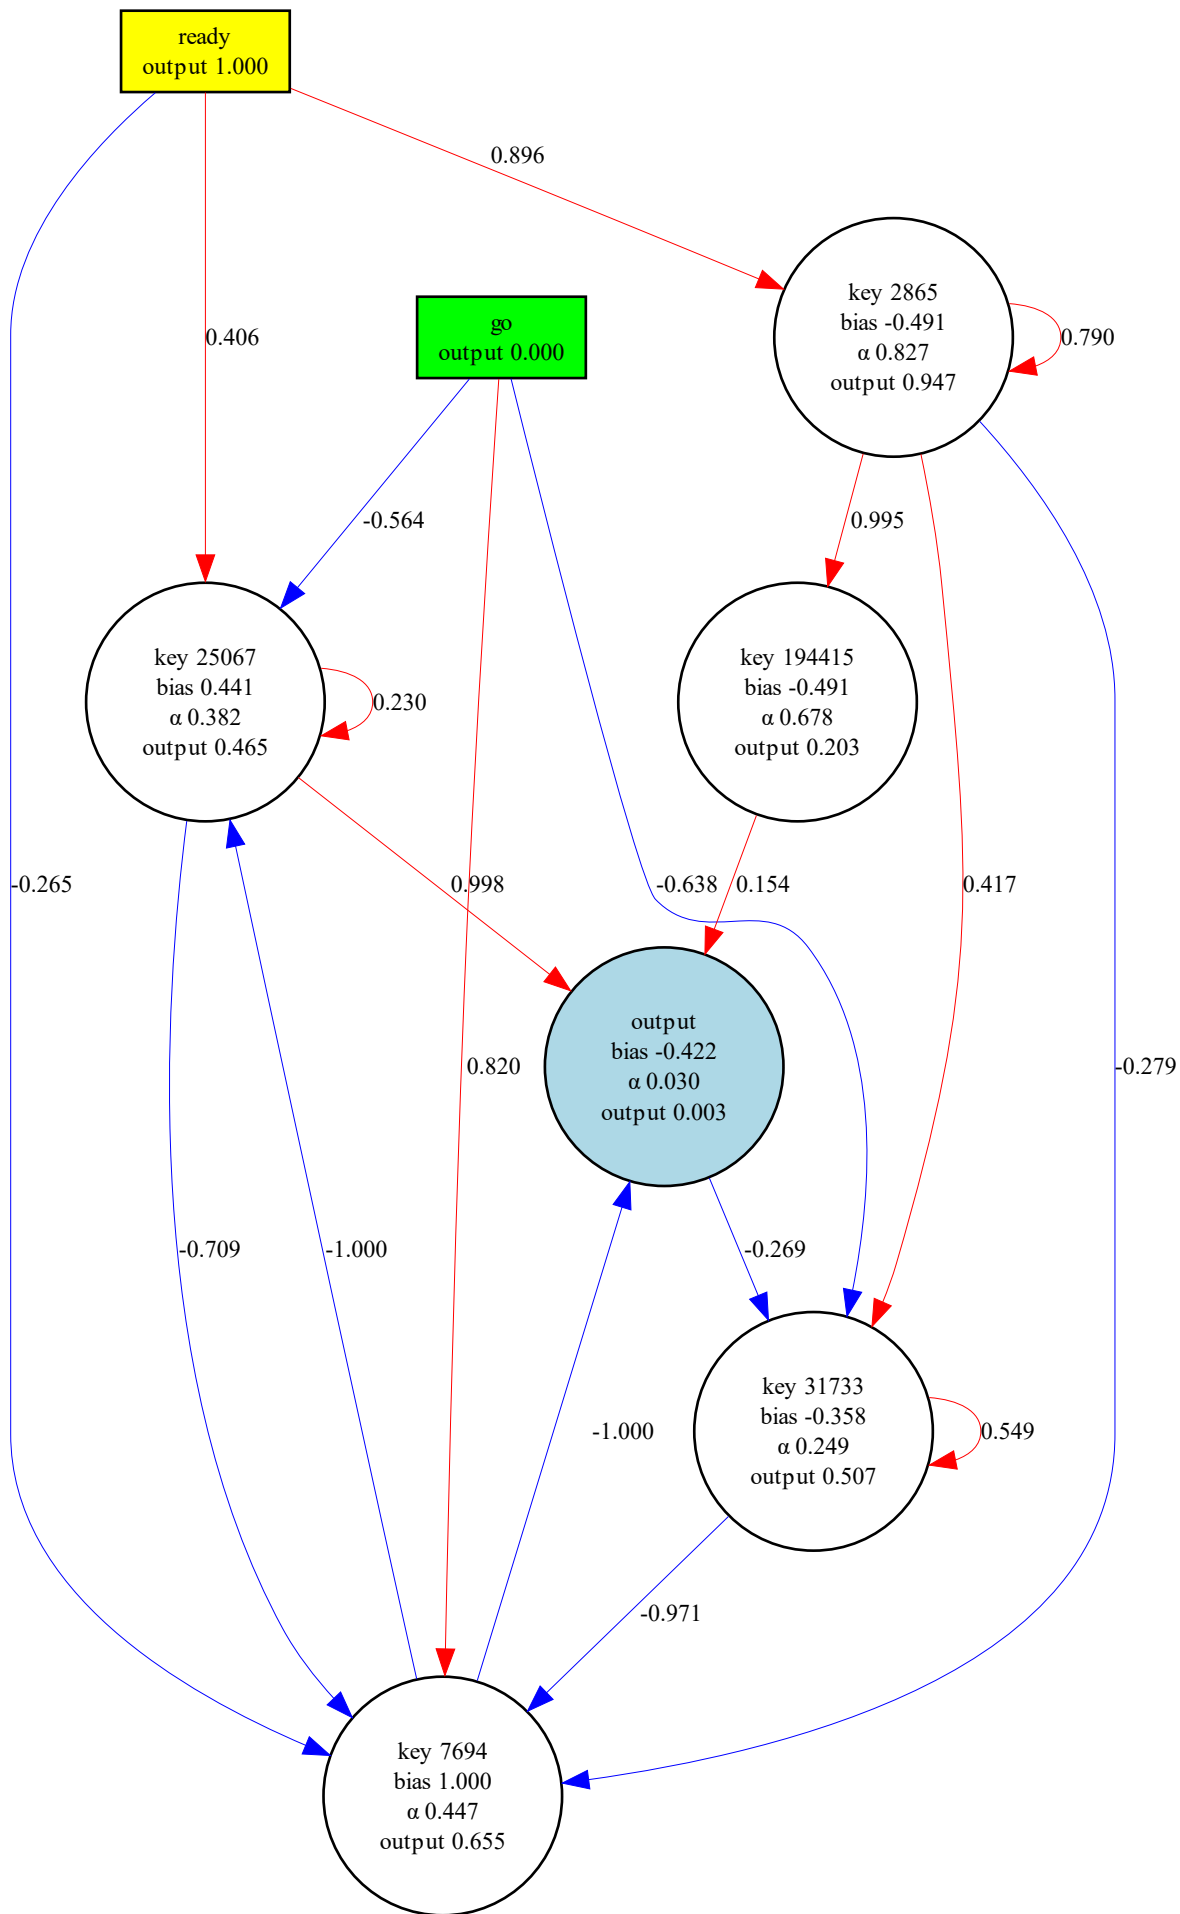 ready
output 1.000
0.896
key 2865
bias -0.491
α 0.827
output 0.947
0.790
go
output 0.000
0.406
-0.564
0.995
key 25067
bias 0.441
α 0.382
output 0.465
0.230
key 194415
bias -0.491
α 0.678
output 0.203
-0.265
0.998
-0.638
0.154
0.417
output
bias -0.422
α 0.030
output 0.003
0.820
-0.279
-0.709
-1.000
-0.269
key 31733
bias -0.358
α 0.249
output 0.507
-1.000
0.549
-0.971
key 7694
bias 1.000
α 0.447
output 0.655